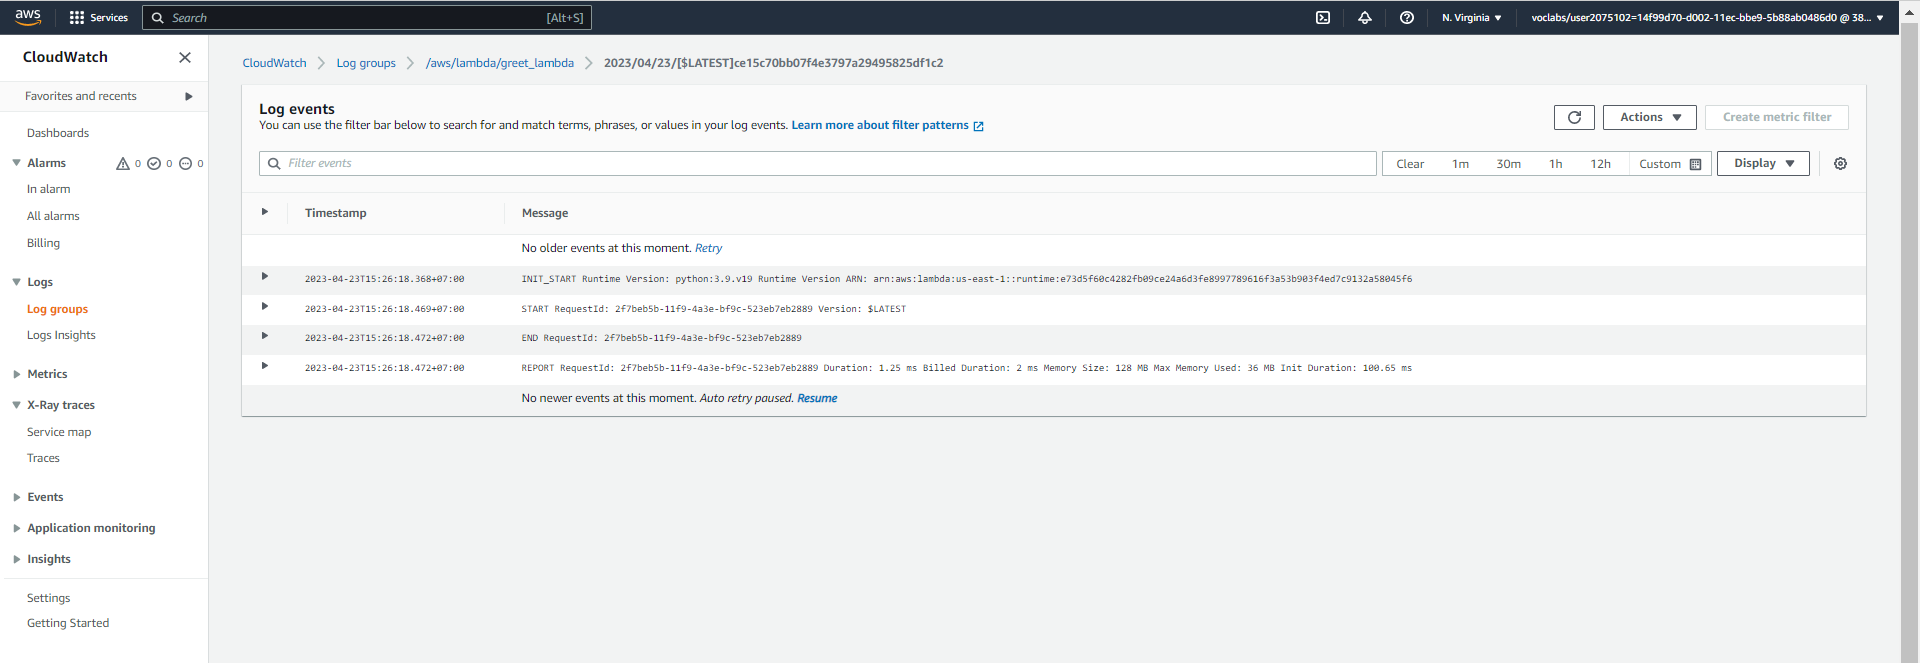 aws Services Search [Alt+S] N. Virginia voclabs/user2075102=14f99d70-d002-11ec-bbe9-5b88ab0486d0 @ 38...
CloudWatch
Favorites and recents
Dashboards
Alarms 0 0 0
In alarm
All alarms
Billing
Logs
Log groups
Logs Insights
Metrics
X-Ray traces
Service map
Traces
Events
Application monitoring
Insights
Settings
Getting Started
CloudWatch Log groups /aws/lambda/greet_lambda 2023/04/23/[$LATEST]ce15c70bb07f4e3797a29495825df1c2
Log events
You can use the filter bar below to search for and match terms, phrases, or values in your log events. Learn more about filter patterns
Actions Create metric filter
Filter events Clear 1m 30m 1h 12h Custom Display
Timestamp Message
No older events at this moment. Retry
2023-04-23T15:26:18.368+07:00 INIT_START Runtime Version: python:3.9.v19 Runtime Version ARN: arn:aws:lambda:us-east-1::runtime:e73d5f60c4282fb09ce24a6d3fe8997789616f3a53b903f4ed7c9132a58045f6
2023-04-23T15:26:18.469+07:00 START RequestId: 2f7beb5b-11f9-4a3e-bf9c-523eb7eb2889 Version: $LATEST
2023-04-23T15:26:18.472+07:00 END RequestId: 2f7beb5b-11f9-4a3e-bf9c-523eb7eb2889
2023-04-23T15:26:18.472+07:00 REPORT RequestId: 2f7beb5b-11f9-4a3e-bf9c-523eb7eb2889 Duration: 1.25 ms Billed Duration: 2 ms Memory Size: 128 MB Max Memory Used: 36 MB Init Duration: 100.65 ms
No newer events at this moment. Auto retry paused. Resume